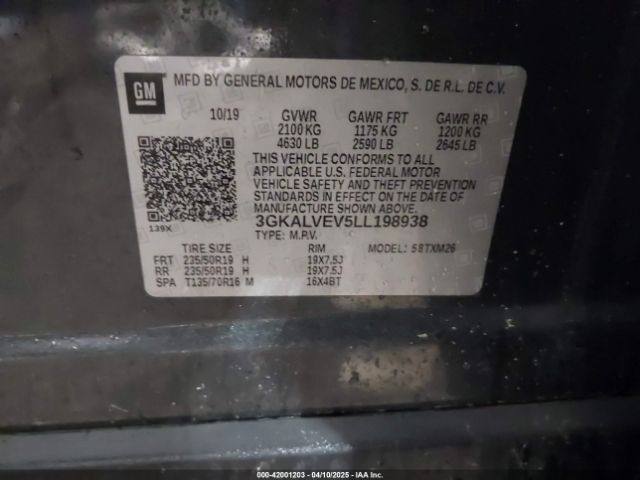 GM
MFD BY GENERAL MOTORS DE MEXICO, S. DE R.L. DE C.V.
10/19 GVWR GAWR FRT GAWR RR
2100 KG 1175 KG 1200 KG
4630 LB 2590 LB 2645 LB
THIS VEHICLE CONFORMS TO ALL
APPLICABLE U.S. FEDERAL MOTOR
VEHICLE SAFETY AND THEFT PREVENTION
STANDARDS IN EFFECT ON THE DATE OF
MANUFACTURE SHOWN ABOVE.
139X 3GKALVEV5LL198938
TYPE: M.P.V. MODEL: 58TXM26
TIRE SIZE RIM
FRT 235/50R19 H 19X7.5J
RR 235/50R19 H 19X7.5J
SPA T135/70R16 M 16X4BT
000-42001203 - 04/10/2025 - IAA Inc.